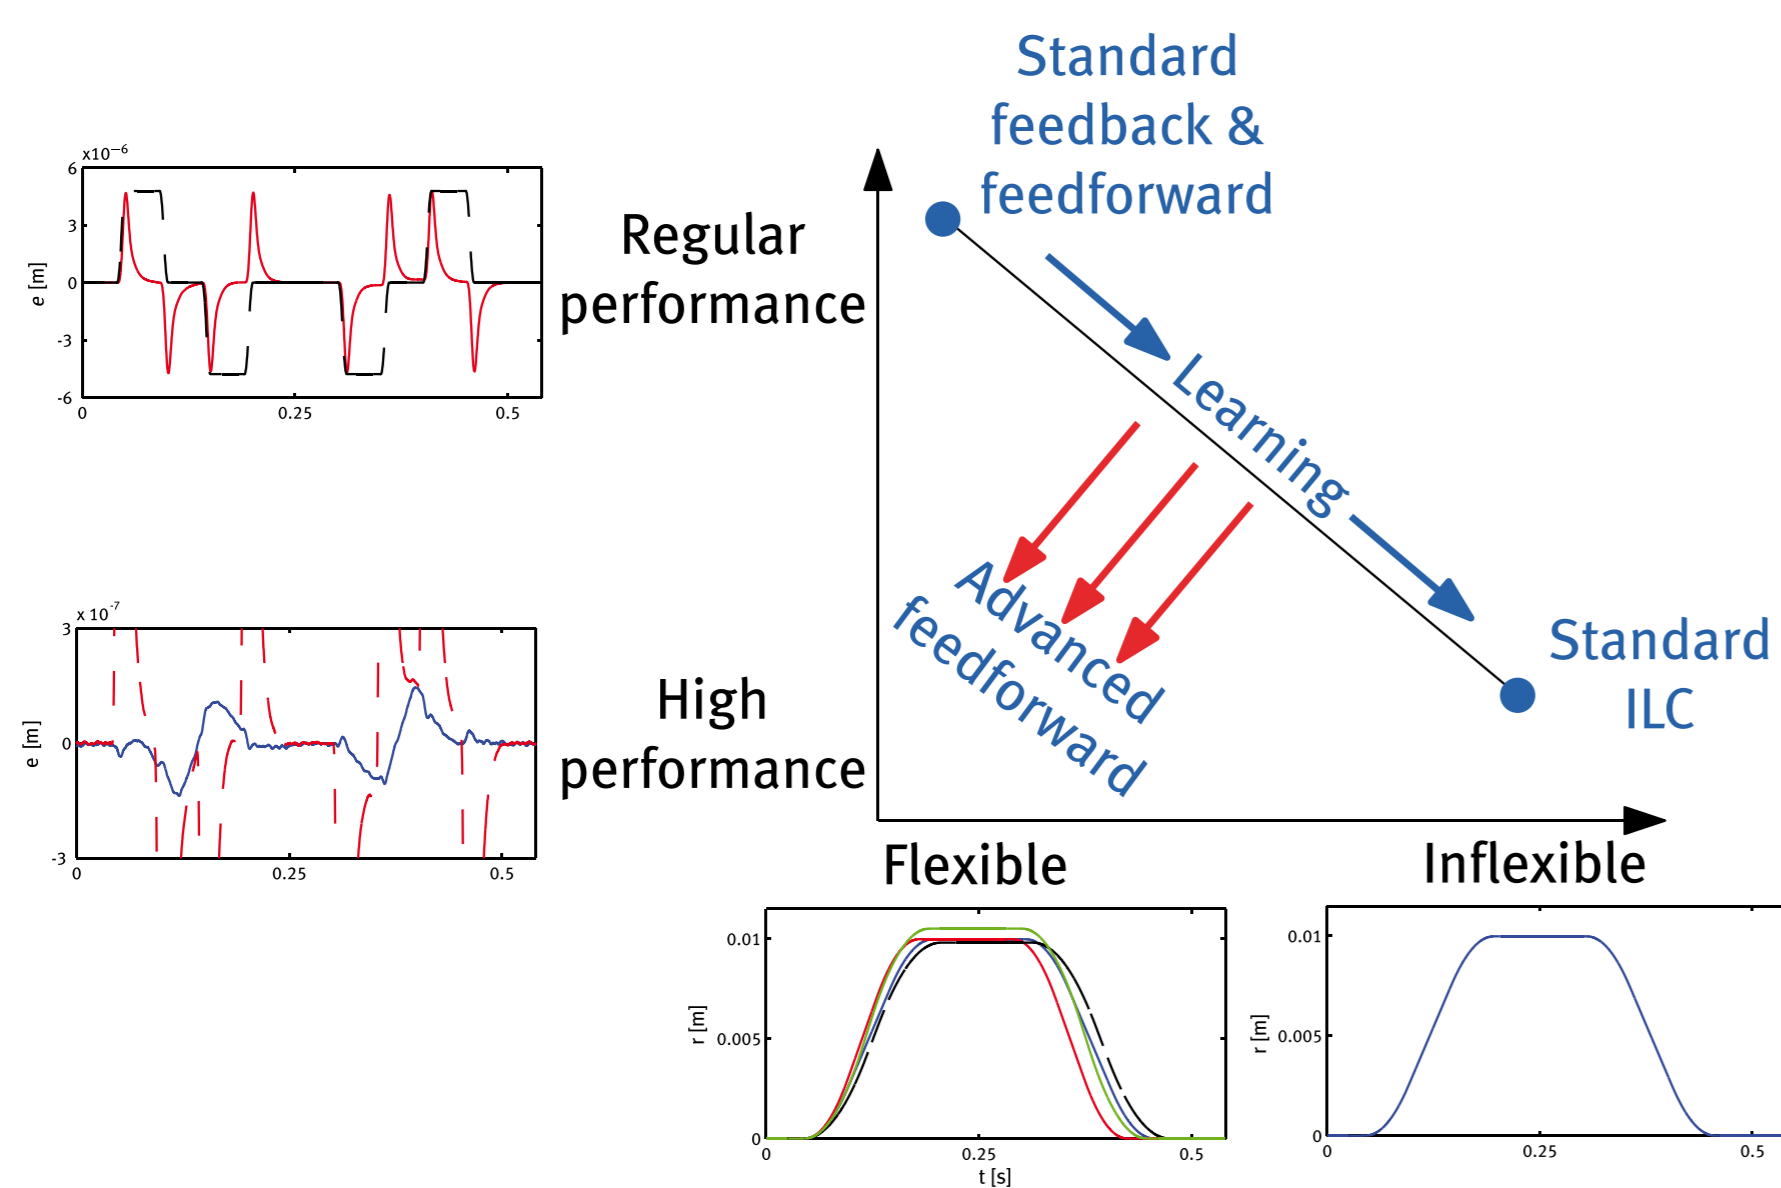 Standard
feedback &
feedforward
x10−6
6
3
0
-3
-6
e [m]
0
0.25
0.5
Regular
performance
Learning
Advanced
feedforward
Standard
ILC
x 10-7
3
0
-3
e [m]
0
0.25
0.5
High
performance
Flexible
Inflexible
0.01
0.005
0
r [m]
0
0.25
0.5
t [s]
0.01
0.005
0
r [m]
0
0.25
0.5